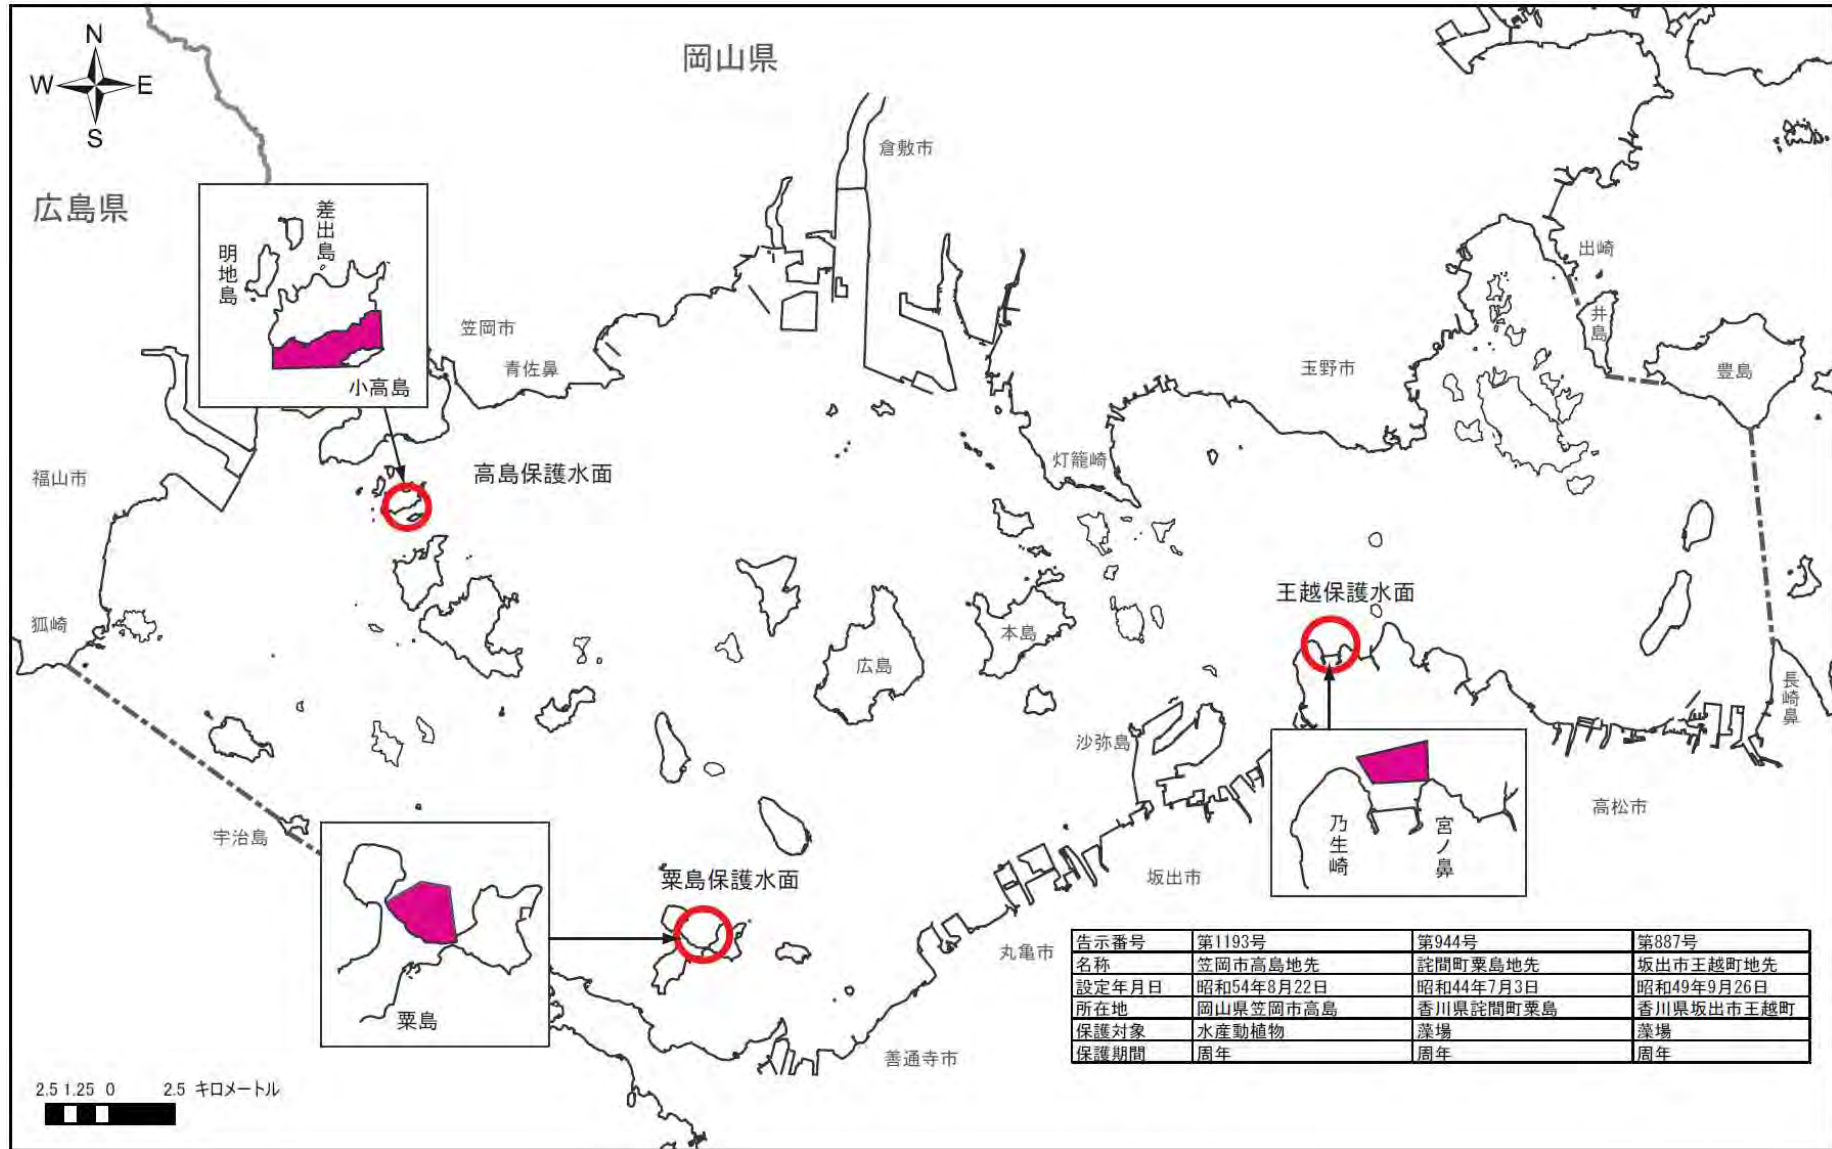 N
W
E
S
岡山県
倉敷市
広島県
差出島
明地島
小高島
笠岡市
青佐鼻
出崎
井島
豊島
玉野市
福山市
高島保護水面
灯籠崎
王越保護水面
狐崎
本島
広島
長崎鼻
沙弥島
高松市
乃生崎
宮ノ鼻
宇治島
粟島保護水面
坂出市
丸亀市
粟島
善通寺市
告示番号 第1193号 第944号 第887号
名称 笠岡市高島地先 詫間町粟島地先 坂出市王越町地先
設定年月日 昭和54年8月22日 昭和44年7月3日 昭和49年9月26日
所在地 岡山県笠岡市高島 香川県詫間町粟島 香川県坂出市王越町
保護対象 水産動植物 藻場 藻場
保護期間 周年 周年 周年
2.5 1.25 0 2.5 キロメートル